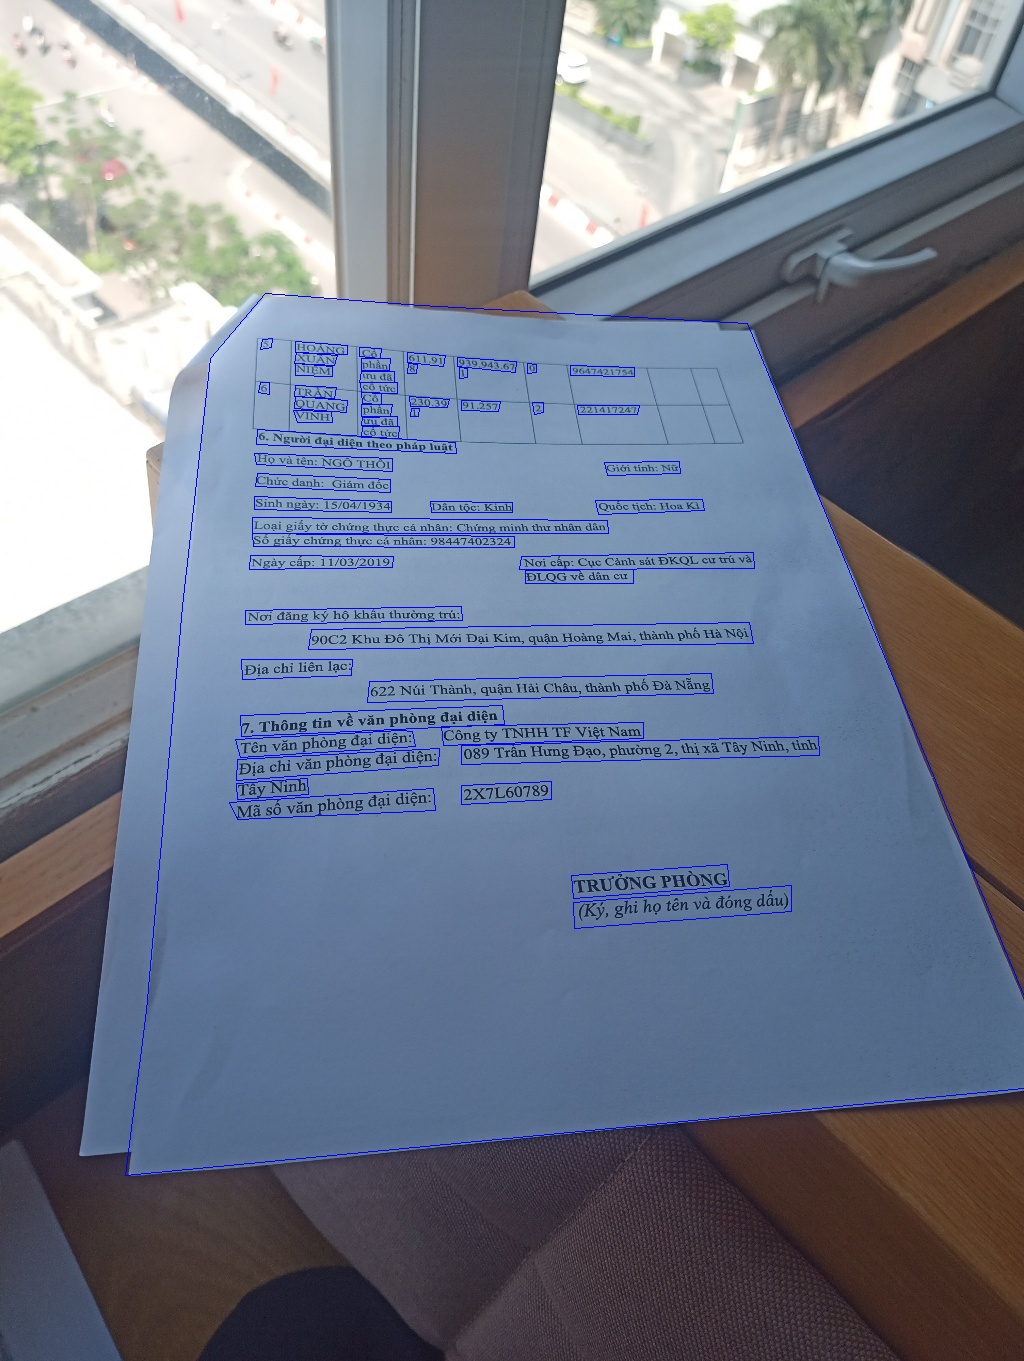 5 HOÀNG Cổ 611,91 939,943,67 0 9647421754
XUAN phần 8 1
NIỆM ưu đã
cổ tức
6 TRẦN Cổ 230,39 91,257 2 221417247
QUANG phần 1
VINH ưu đã
cổ tức
6. Người đại diện theo pháp luật
Họ và tên: NGÔ THÔI Giới tính: Nữ
Chức danh: Giám đốc
Sinh ngày: 15/04/1934 Dân tộc: Kinh Quốc tịch: Hoa Kì
Loại giấy tờ chứng thực cá nhân: Chứng minh thư nhân dân
Số giấy chứng thực cá nhân: 98447402324
Ngày cấp: 11/03/2019 Nơi cấp: Cục Cảnh sát ĐKQL cư trú và
ĐLQG về dân cư
Nơi đăng ký hộ khẩu thường trú:
90C2 Khu Đô Thị Mới Đại Kim, quận Hoàng Mai, thành phố Hà Nội
Địa chỉ liên lạc:
622 Núi Thành, quận Hải Châu, thành phố Đà Nẵng
7. Thông tin về văn phòng đại diện
Tên văn phòng đại diện: Công ty TNHH TF Việt Nam
Địa chỉ văn phòng đại diện: 089 Trần Hưng Đạo, phường 2, thị xã Tây Ninh, tỉnh
Tây Ninh
Mã số văn phòng đại diện: 2X7L60789
TRƯỞNG PHÒNG
(Ký, ghi họ tên và đóng dấu)